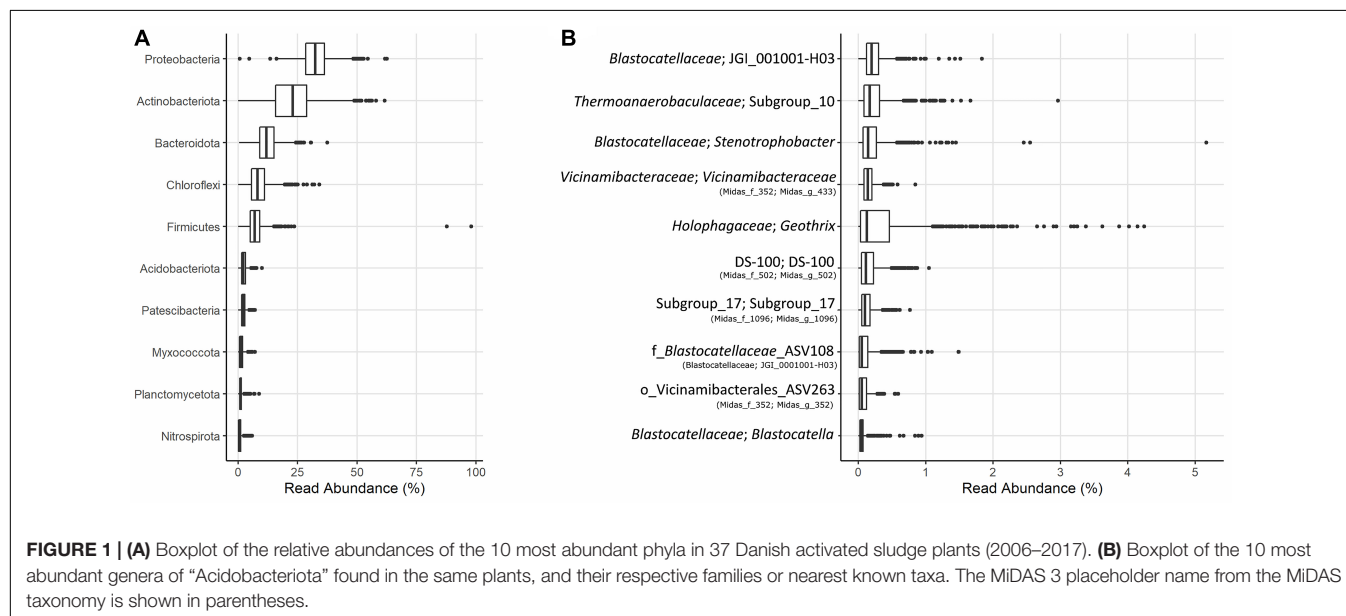 A
Proteobacteria
Actinobacteriota
Bacteroidota
Chloroflexi
Firmicutes
Acidobacteriota
Patescibacteria
Myxococcota
Planctomycetota
Nitrospirota
0 25 50 75 100
Read Abundance (%)
B
Blastocatellaceae; JGI_001001-H03
Thermoanaerobaculaceae; Subgroup_10
Blastocatellaceae; Stenotrophobacter
Vicinamibacteraceae; Vicinamibacteraceae
(Midas_f_352; Midas_g_433)
Holophagaceae; Geothrix
DS-100; DS-100
(Midas_f_502; Midas_g_502)
Subgroup_17; Subgroup_17
(Midas_f_1096; Midas_g_1096)
f_Blastocatellaceae_ASV108
(Blastocatellaceae; JGI_0001001-H03)
o_Vicinamibacterales_ASV263
(Midas_f_352; Midas_g_352)
Blastocatellaceae; Blastocatella
0 1 2 3 4 5
Read Abundance (%)
FIGURE 1 | (A) Boxplot of the relative abundances of the 10 most abundant phyla in 37 Danish activated sludge plants (2006–2017). (B) Boxplot of the 10 most
abundant genera of “Acidobacteriota” found in the same plants, and their respective families or nearest known taxa. The MiDAS 3 placeholder name from the MiDAS
taxonomy is shown in parentheses.